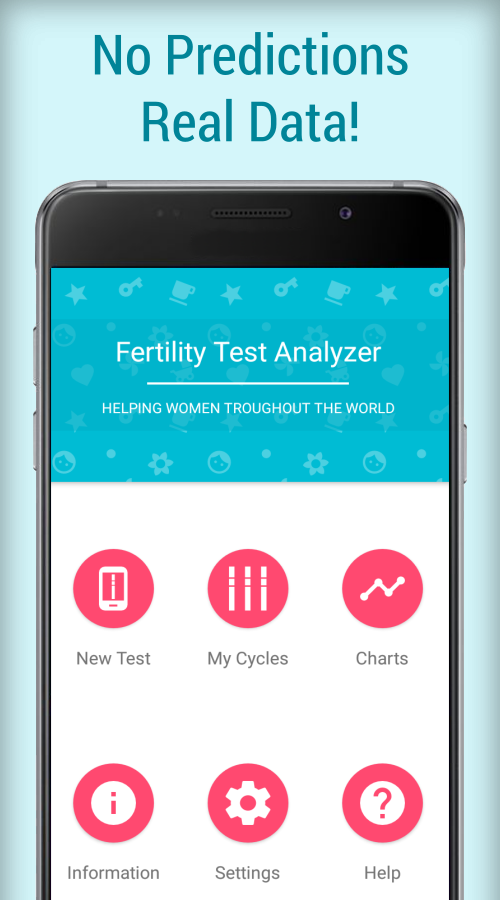 No Predictions
Real Data!
Fertility Test Analyzer
HELPING WOMEN TROUGHOUT THE WORLD
New Test
My Cycles
Charts
Information
Settings
Help